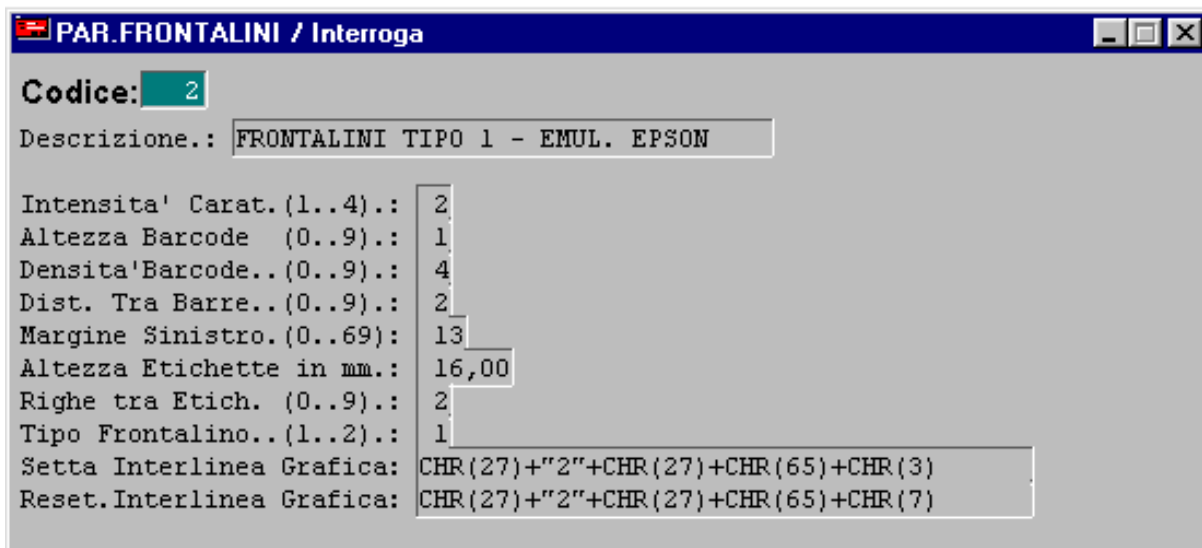 PAR.FRONTALINI / Interroga
Codice: 2
Descrizione.: FRONTALINI TIPO 1 - EMUL. EPSON
Intensita' Carat.(1..4).: 2
Altezza Barcode (0..9).: 1
Densita'Barcode..(0..9).: 4
Dist. Tra Barre..(0..9).: 2
Margine Sinistro.(0..69): 13
Altezza Etichette in mm.: 16,00
Righe tra Etich. (0..9).: 2
Tipo Frontalino..(1..2).: 1
Setta Interlinea Grafica: CHR(27)+"2"+CHR(27)+CHR(65)+CHR(3)
Reset.Interlinea Grafica: CHR(27)+"2"+CHR(27)+CHR(65)+CHR(7)